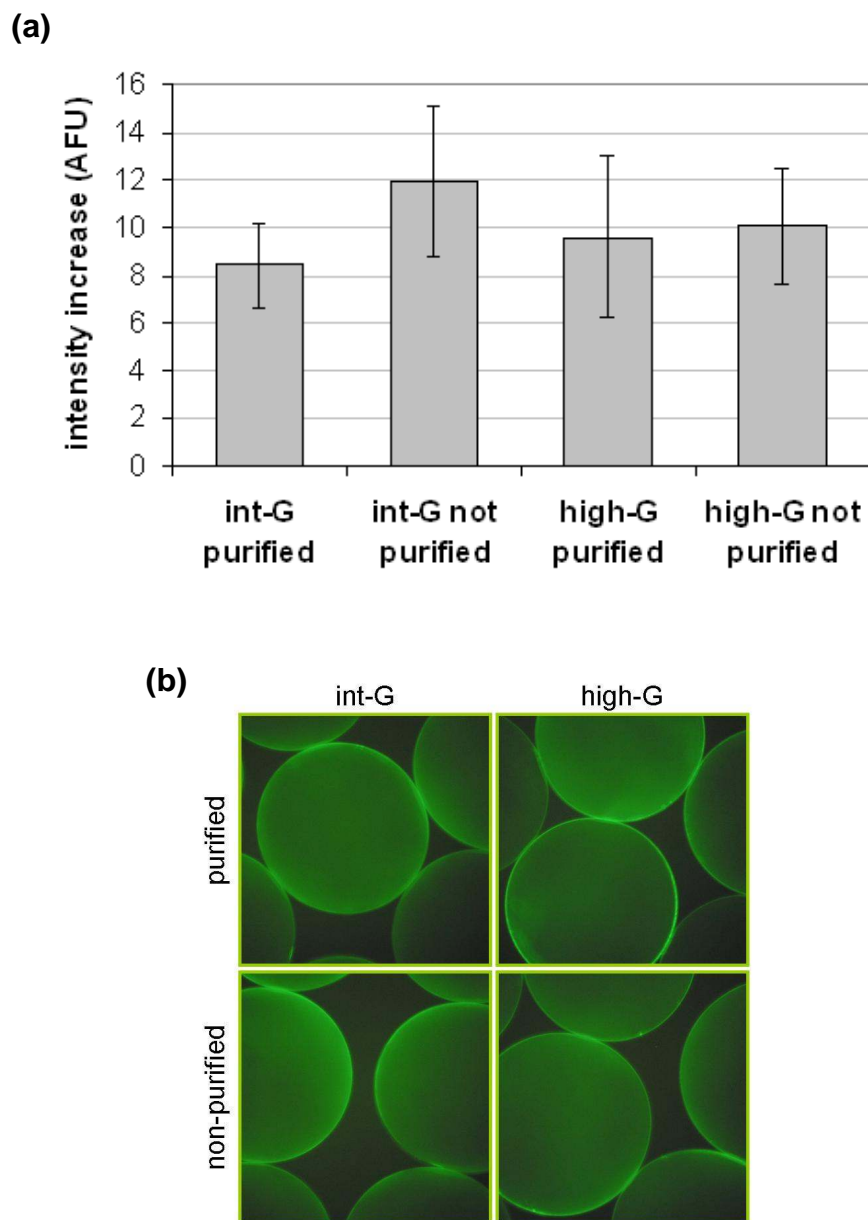 (a)
intensity increase (AFU)
16
14
12
10
8
6
4
2
0
int-G purified
int-G not purified
high-G purified
high-G not purified
(b)
int-G
high-G
purified
non-purified